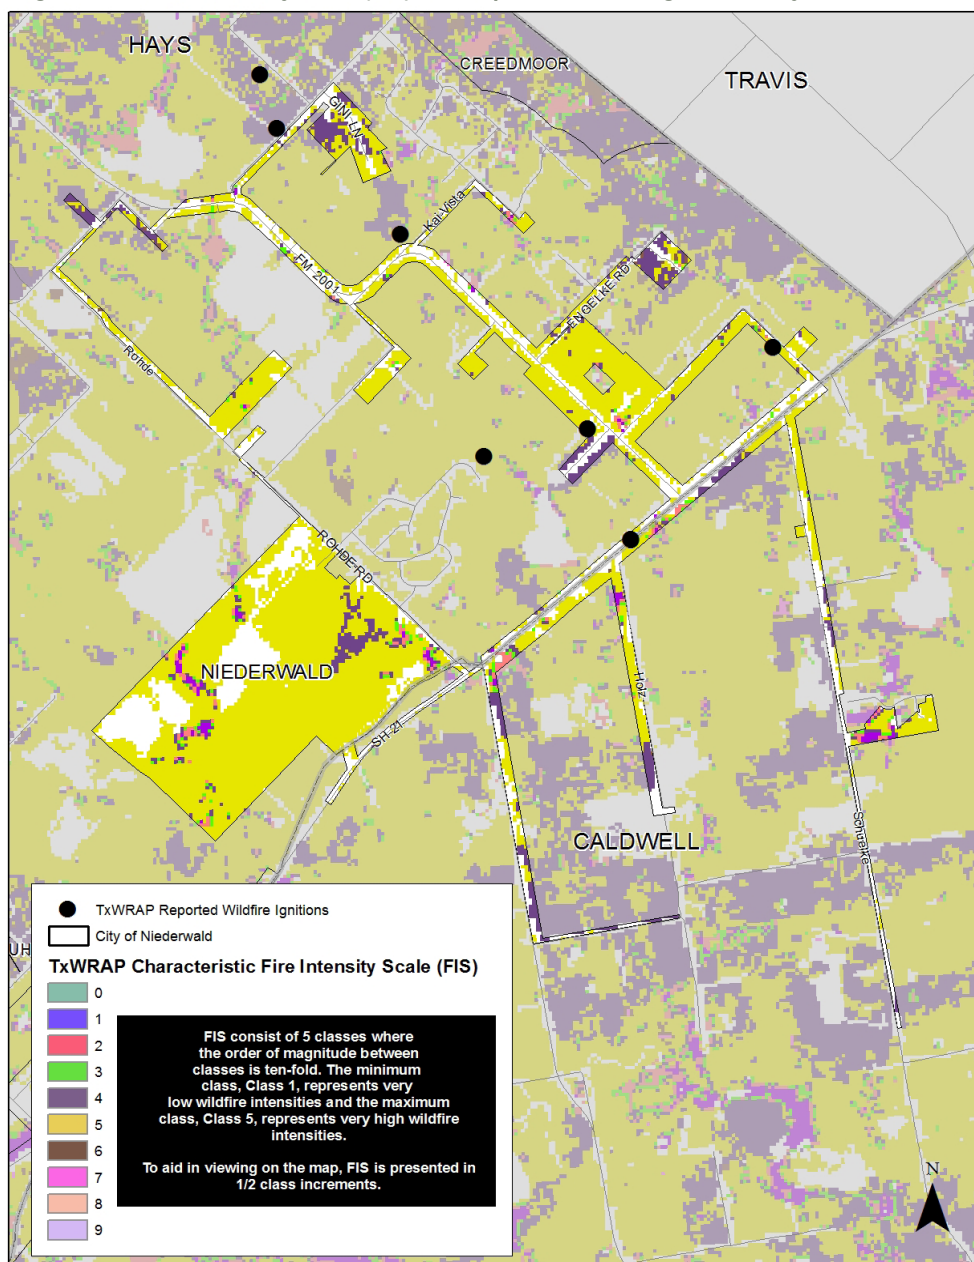 HAYS
CREEDMOOR
TRAVIS
GINI LN
Kai-Vista
FM 2001
ENGELKE-RD
Rohde
ROHDE-RD
NIEDERWALD
Holz
SH-21
CALDWELL
Schuelke
TxWRAP Reported Wildfire Ignitions
City of Niederwald
TxWRAP Characteristic Fire Intensity Scale (FIS)
0
1
2
3
4
5
6
7
8
9
FIS consist of 5 classes where
the order of magnitude between
classes is ten-fold. The minimum
class, Class 1, represents very
low wildfire intensities and the maximum
class, Class 5, represents very high wildfire
intensities.
To aid in viewing on the map, FIS is presented in
1/2 class increments.
N